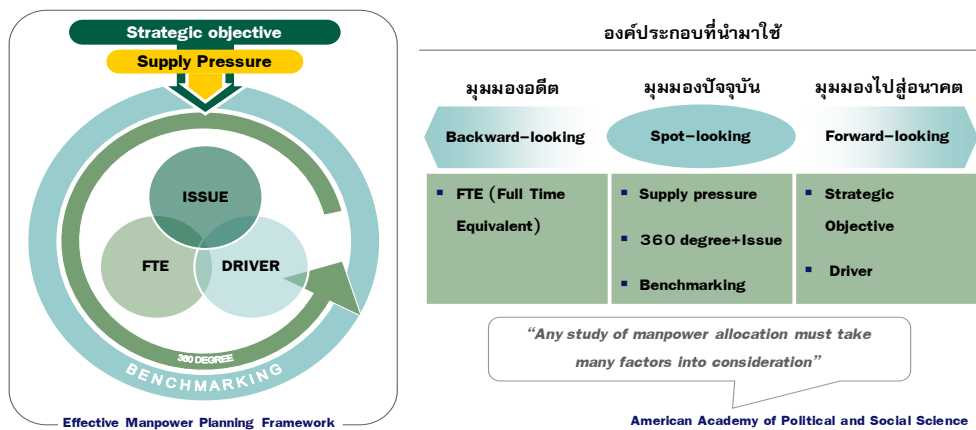 Strategic objective
Supply Pressure
ISSUE
FTE
DRIVER
360 DEGREE
BENCHMARKING
Effective Manpower Planning Framework
องค์ประกอบที่นำมาใช้
มุมมองอดีต
มุมมองปัจจุบัน
มุมมองไปสู่อนาคต
Backward-looking
Spot-looking
Forward-looking
▪ FTE (Full Time
Equivalent)
▪ Supply pressure
▪ 360 degree+Issue
▪ Benchmarking
▪ Strategic
Objective
▪ Driver
“Any study of manpower allocation must take
many factors into consideration”
American Academy of Political and Social Science